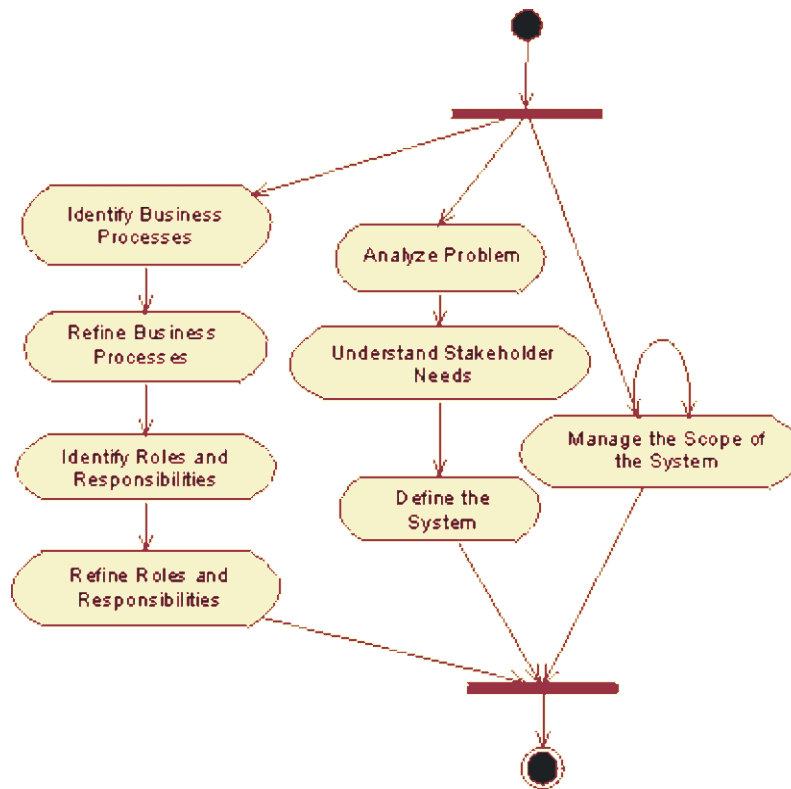 Identify Business
Processes
Refine Business
Processes
Identify Roles and
Responsibilities
Refine Roles and
Responsibilities
Analyze Problem
Understand Stakeholder
Needs
Define the
System
Manage the Scope of
the System